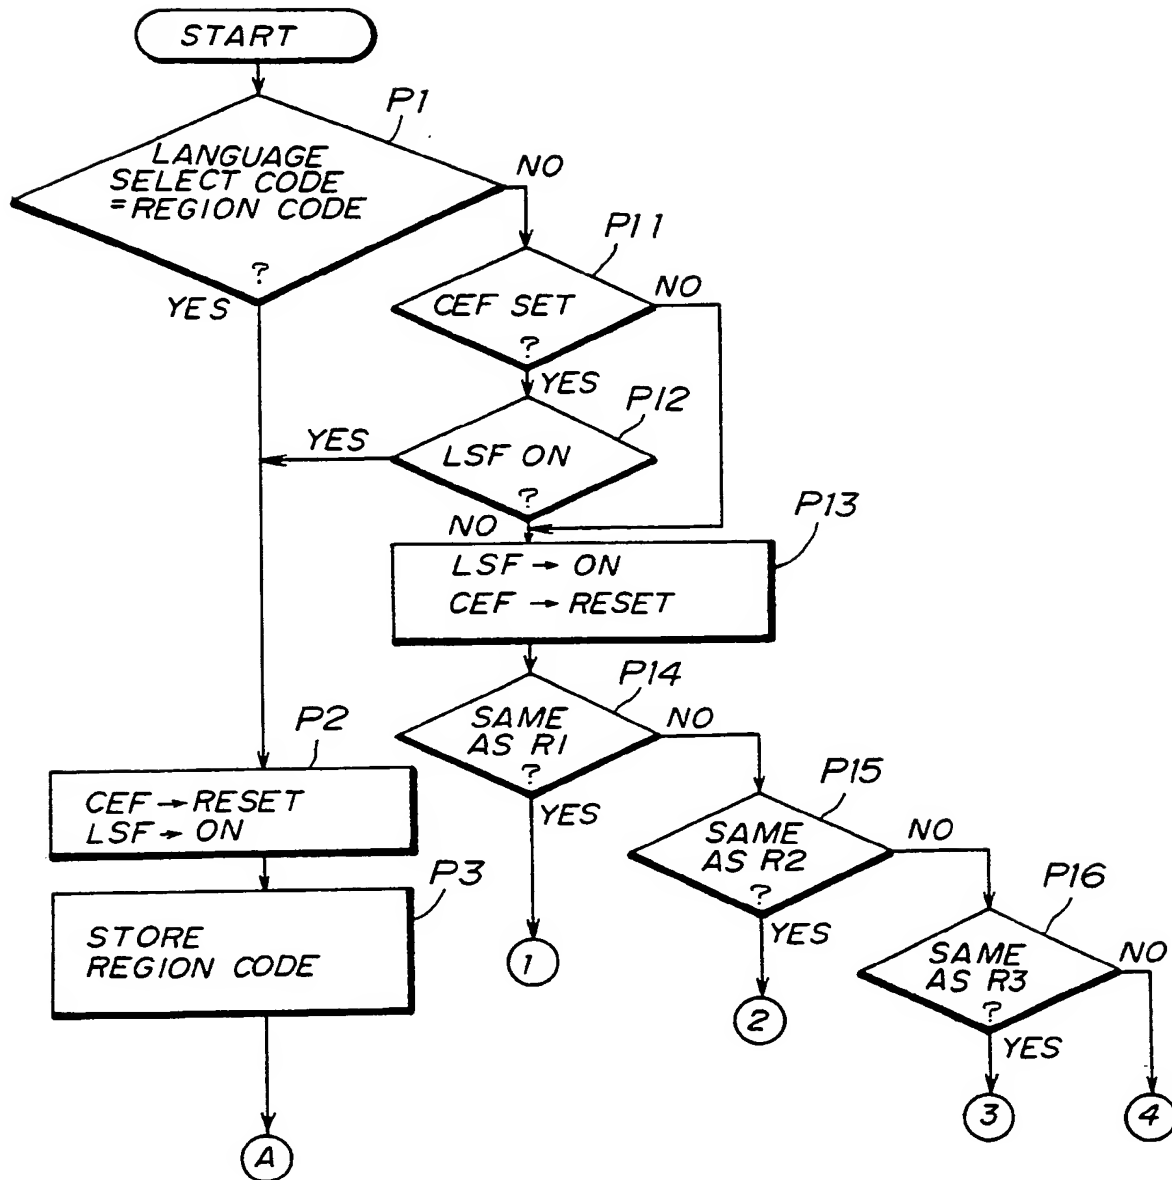 START
P1
LANGUAGE
SELECT CODE
=REGION CODE
?
NO
YES
P11
CEF SET
?
NO
YES
P12
LSF ON
?
YES
NO
P13
LSF → ON
CEF → RESET
P14
SAME
AS R1
?
NO
YES
P2
CEF → RESET
LSF → ON
P15
SAME
AS R2
?
NO
YES
P3
STORE
REGION CODE
P16
SAME
AS R3
?
NO
YES
1
2
3
4
A